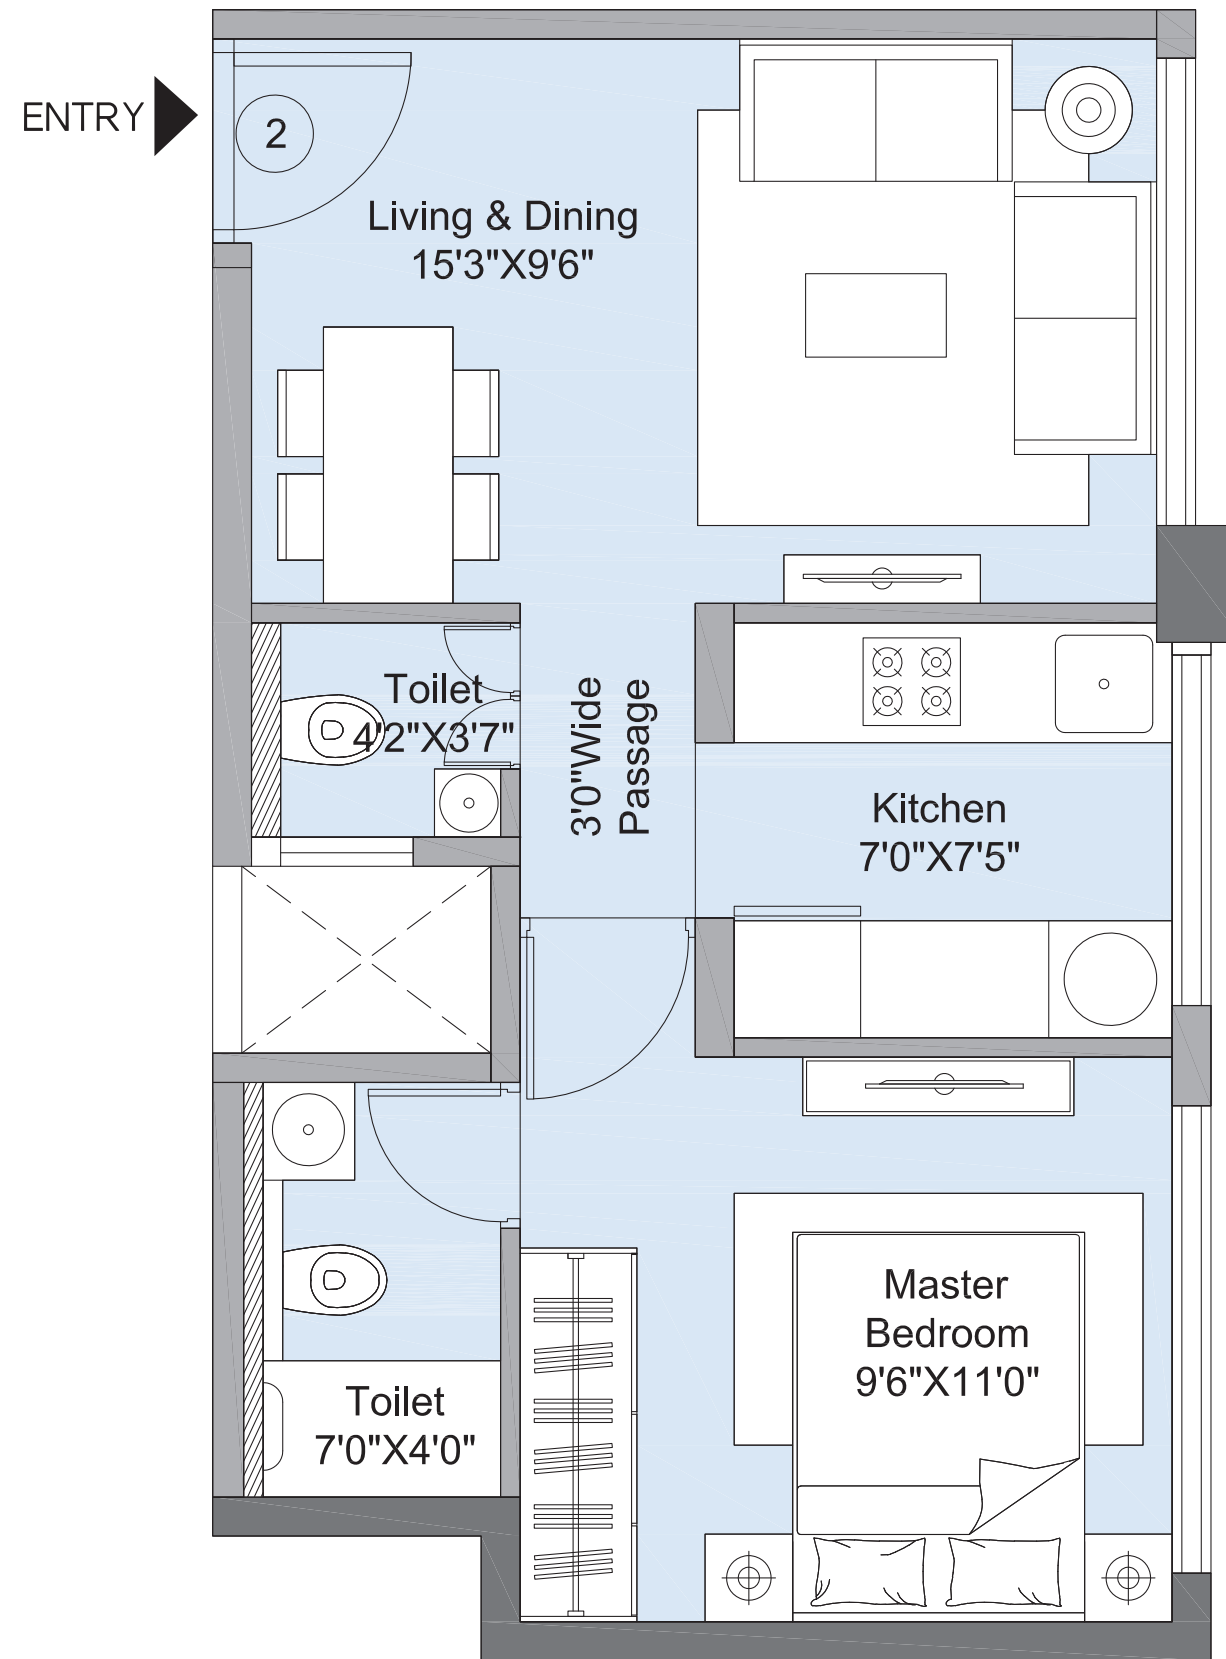 ENTRY
2
Living & Dining
15'3"X9'6"
Toilet
4'2"X3'7"
3'0"Wide
Passage
Kitchen
7'0"X7'5"
Master
Bedroom
9'6"X11'0"
Toilet
7'0"X4'0"